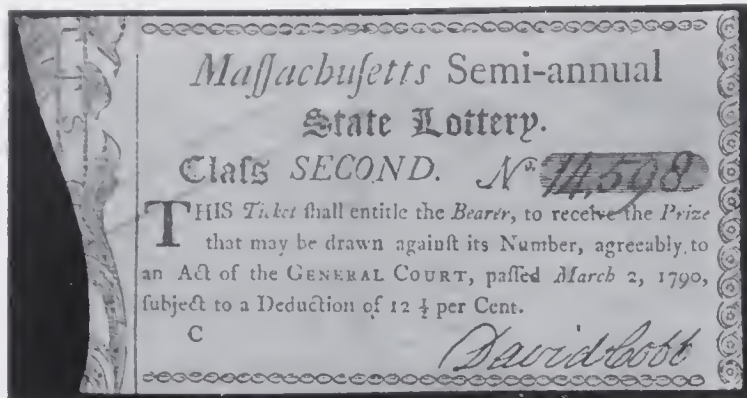 Maſſachuſetts Semi-annual
State Lottery.
Claſs SECOND. No. 14,598
THIS Ticket ſhall entitle the Bearer, to receive the Prize
that may be drawn againſt its Number, agreeably to
an Act of the GENERAL COURT, paſſed March 2, 1790,
ſubject to a Deduction of 12 ½ per Cent.
C
David Cobb